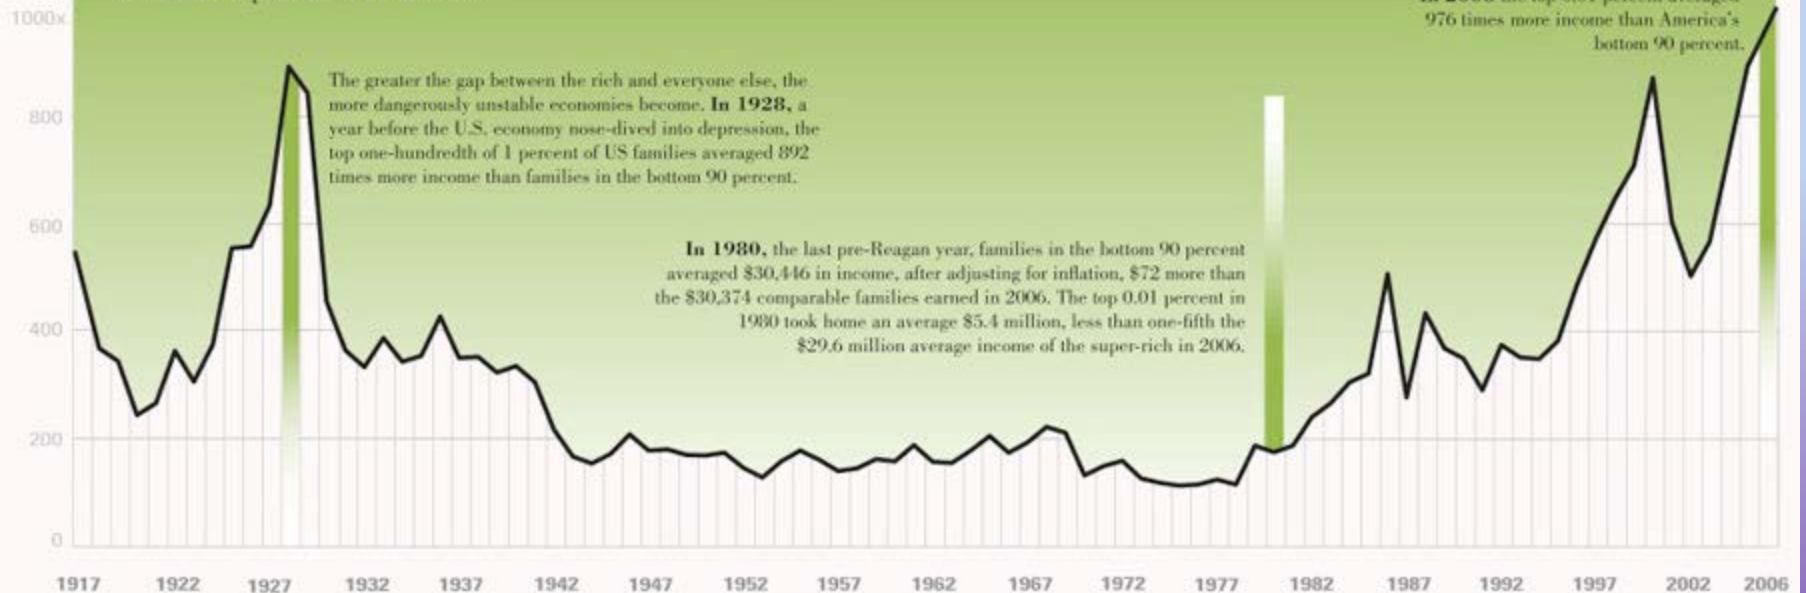 1000x
976 times more income than America's
bottom 90 percent.
The greater the gap between the rich and everyone else, the
more dangerously unstable economies become. In 1928, a
year before the U.S. economy nose-dived into depression, the
top one-hundredth of 1 percent of US families averaged 892
times more income than families in the bottom 90 percent.
800
600
In 1980, the last pre-Reagan year, families in the bottom 90 percent
averaged $30,446 in income, after adjusting for inflation, $72 more than
the $30,374 comparable families earned in 2006. The top 0.01 percent in
1980 took home an average $5.4 million, less than one-fifth the
$29.6 million average income of the super-rich in 2006.
400
200
0
1917 1922 1927 1932 1937 1942 1947 1952 1957 1962 1967 1972 1977 1982 1987 1992 1997 2002 2006